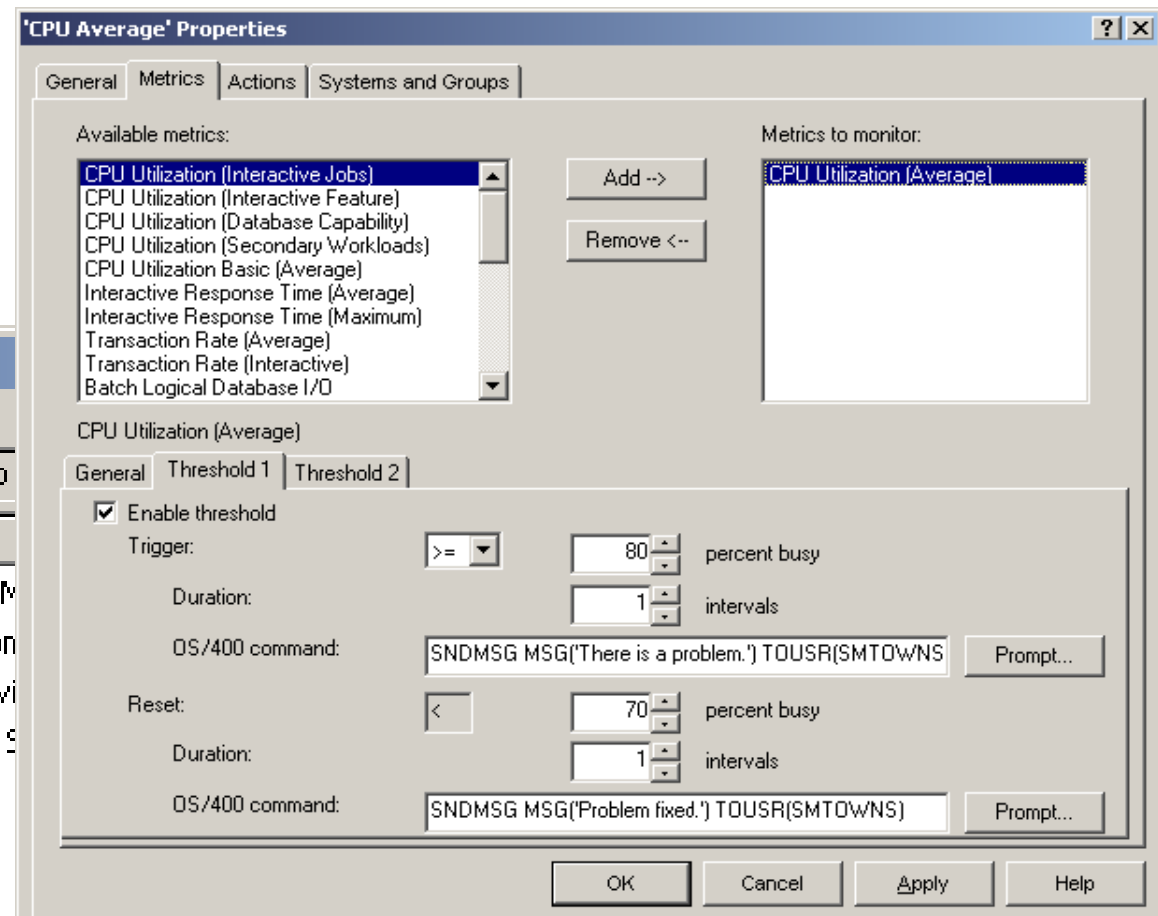 'CPU Average' Properties
General Metrics Actions Systems and Groups
Available metrics:
Metrics to monitor:
CPU Utilization (Interactive Jobs)
CPU Utilization (Interactive Feature)
CPU Utilization (Database Capability)
CPU Utilization (Secondary Workloads)
CPU Utilization Basic (Average)
Interactive Response Time (Average)
Interactive Response Time (Maximum)
Transaction Rate (Average)
Transaction Rate (Interactive)
Batch Logical Database I/O
Add -->
Remove <--
CPU Utilization (Average)
CPU Utilization (Average)
General Threshold 1 Threshold 2
Enable threshold
Trigger: >= 80 percent busy
Duration: 1 intervals
OS/400 command: SNDMSG MSG('There is a problem.') TOUSR(SMTOWNS Prompt...
Reset: < 70 percent busy
Duration: 1 intervals
OS/400 command: SNDMSG MSG('Problem fixed.') TOUSR(SMTOWNS) Prompt...
OK Cancel Apply Help